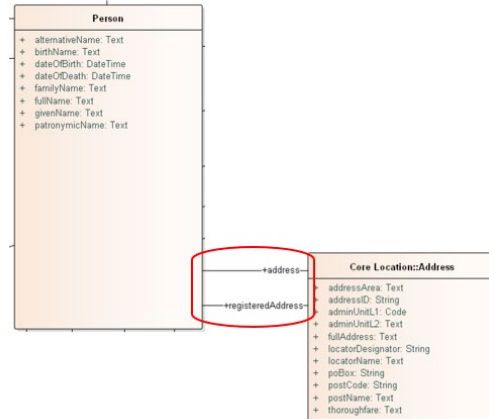 Person
+ alternativeName: Text
+ birthName: Text
+ dateOfBirth: DateTime
+ dateOfDeath: DateTime
+ familyName: Text
+ fullName: Text
+ givenName: Text
+ patronymicName: Text
+address
+registeredAddress
Core Location::Address
+ addressArea: Text
+ addressID: String
+ adminUnitL1: Code
+ adminUnitL2: Text
+ fullAddress: Text
+ locatorDesignator: String
+ locatorName: Text
+ poBox: String
+ postCode: String
+ postName: Text
+ thoroughfare: Text